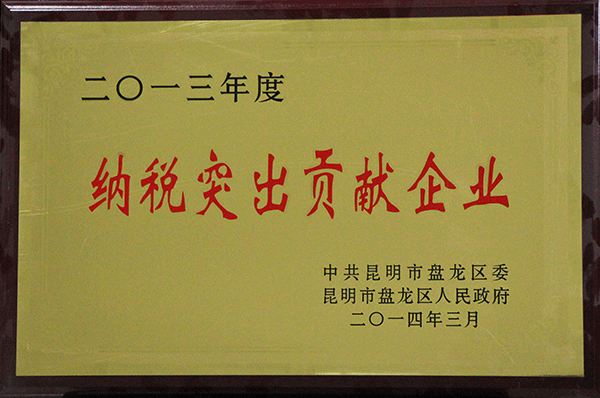 二〇一三年度
纳税突出贡献企业
中共昆明市盘龙区委
昆明市盘龙区人民政府
二〇一四年三月